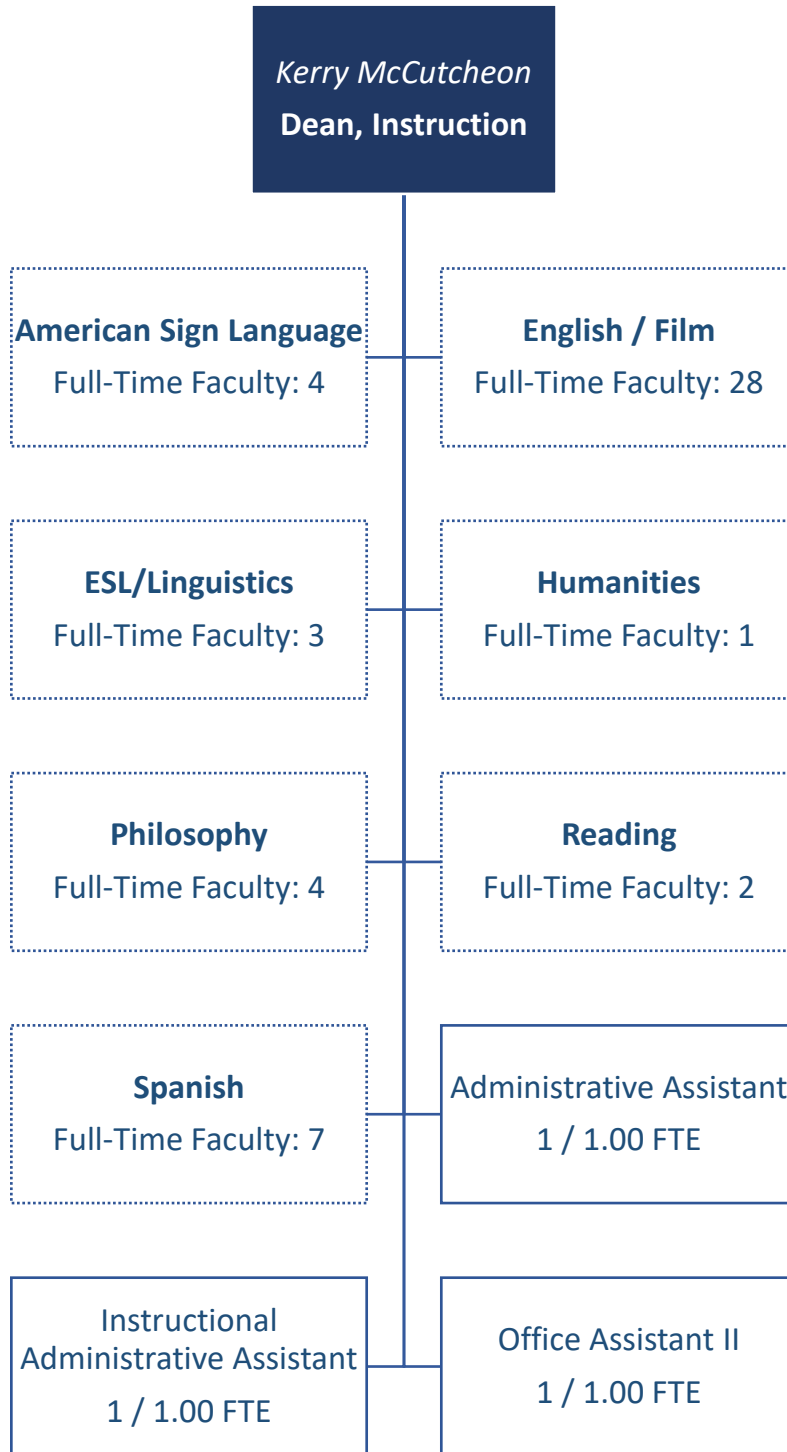 Kerry McCutcheon
Dean, Instruction
American Sign Language
Full-Time Faculty: 4
English / Film
Full-Time Faculty: 28
ESL/Linguistics
Full-Time Faculty: 3
Humanities
Full-Time Faculty: 1
Philosophy
Full-Time Faculty: 4
Reading
Full-Time Faculty: 2
Spanish
Full-Time Faculty: 7
Administrative Assistant
1 / 1.00 FTE
Instructional
Administrative Assistant
1 / 1.00 FTE
Office Assistant II
1 / 1.00 FTE